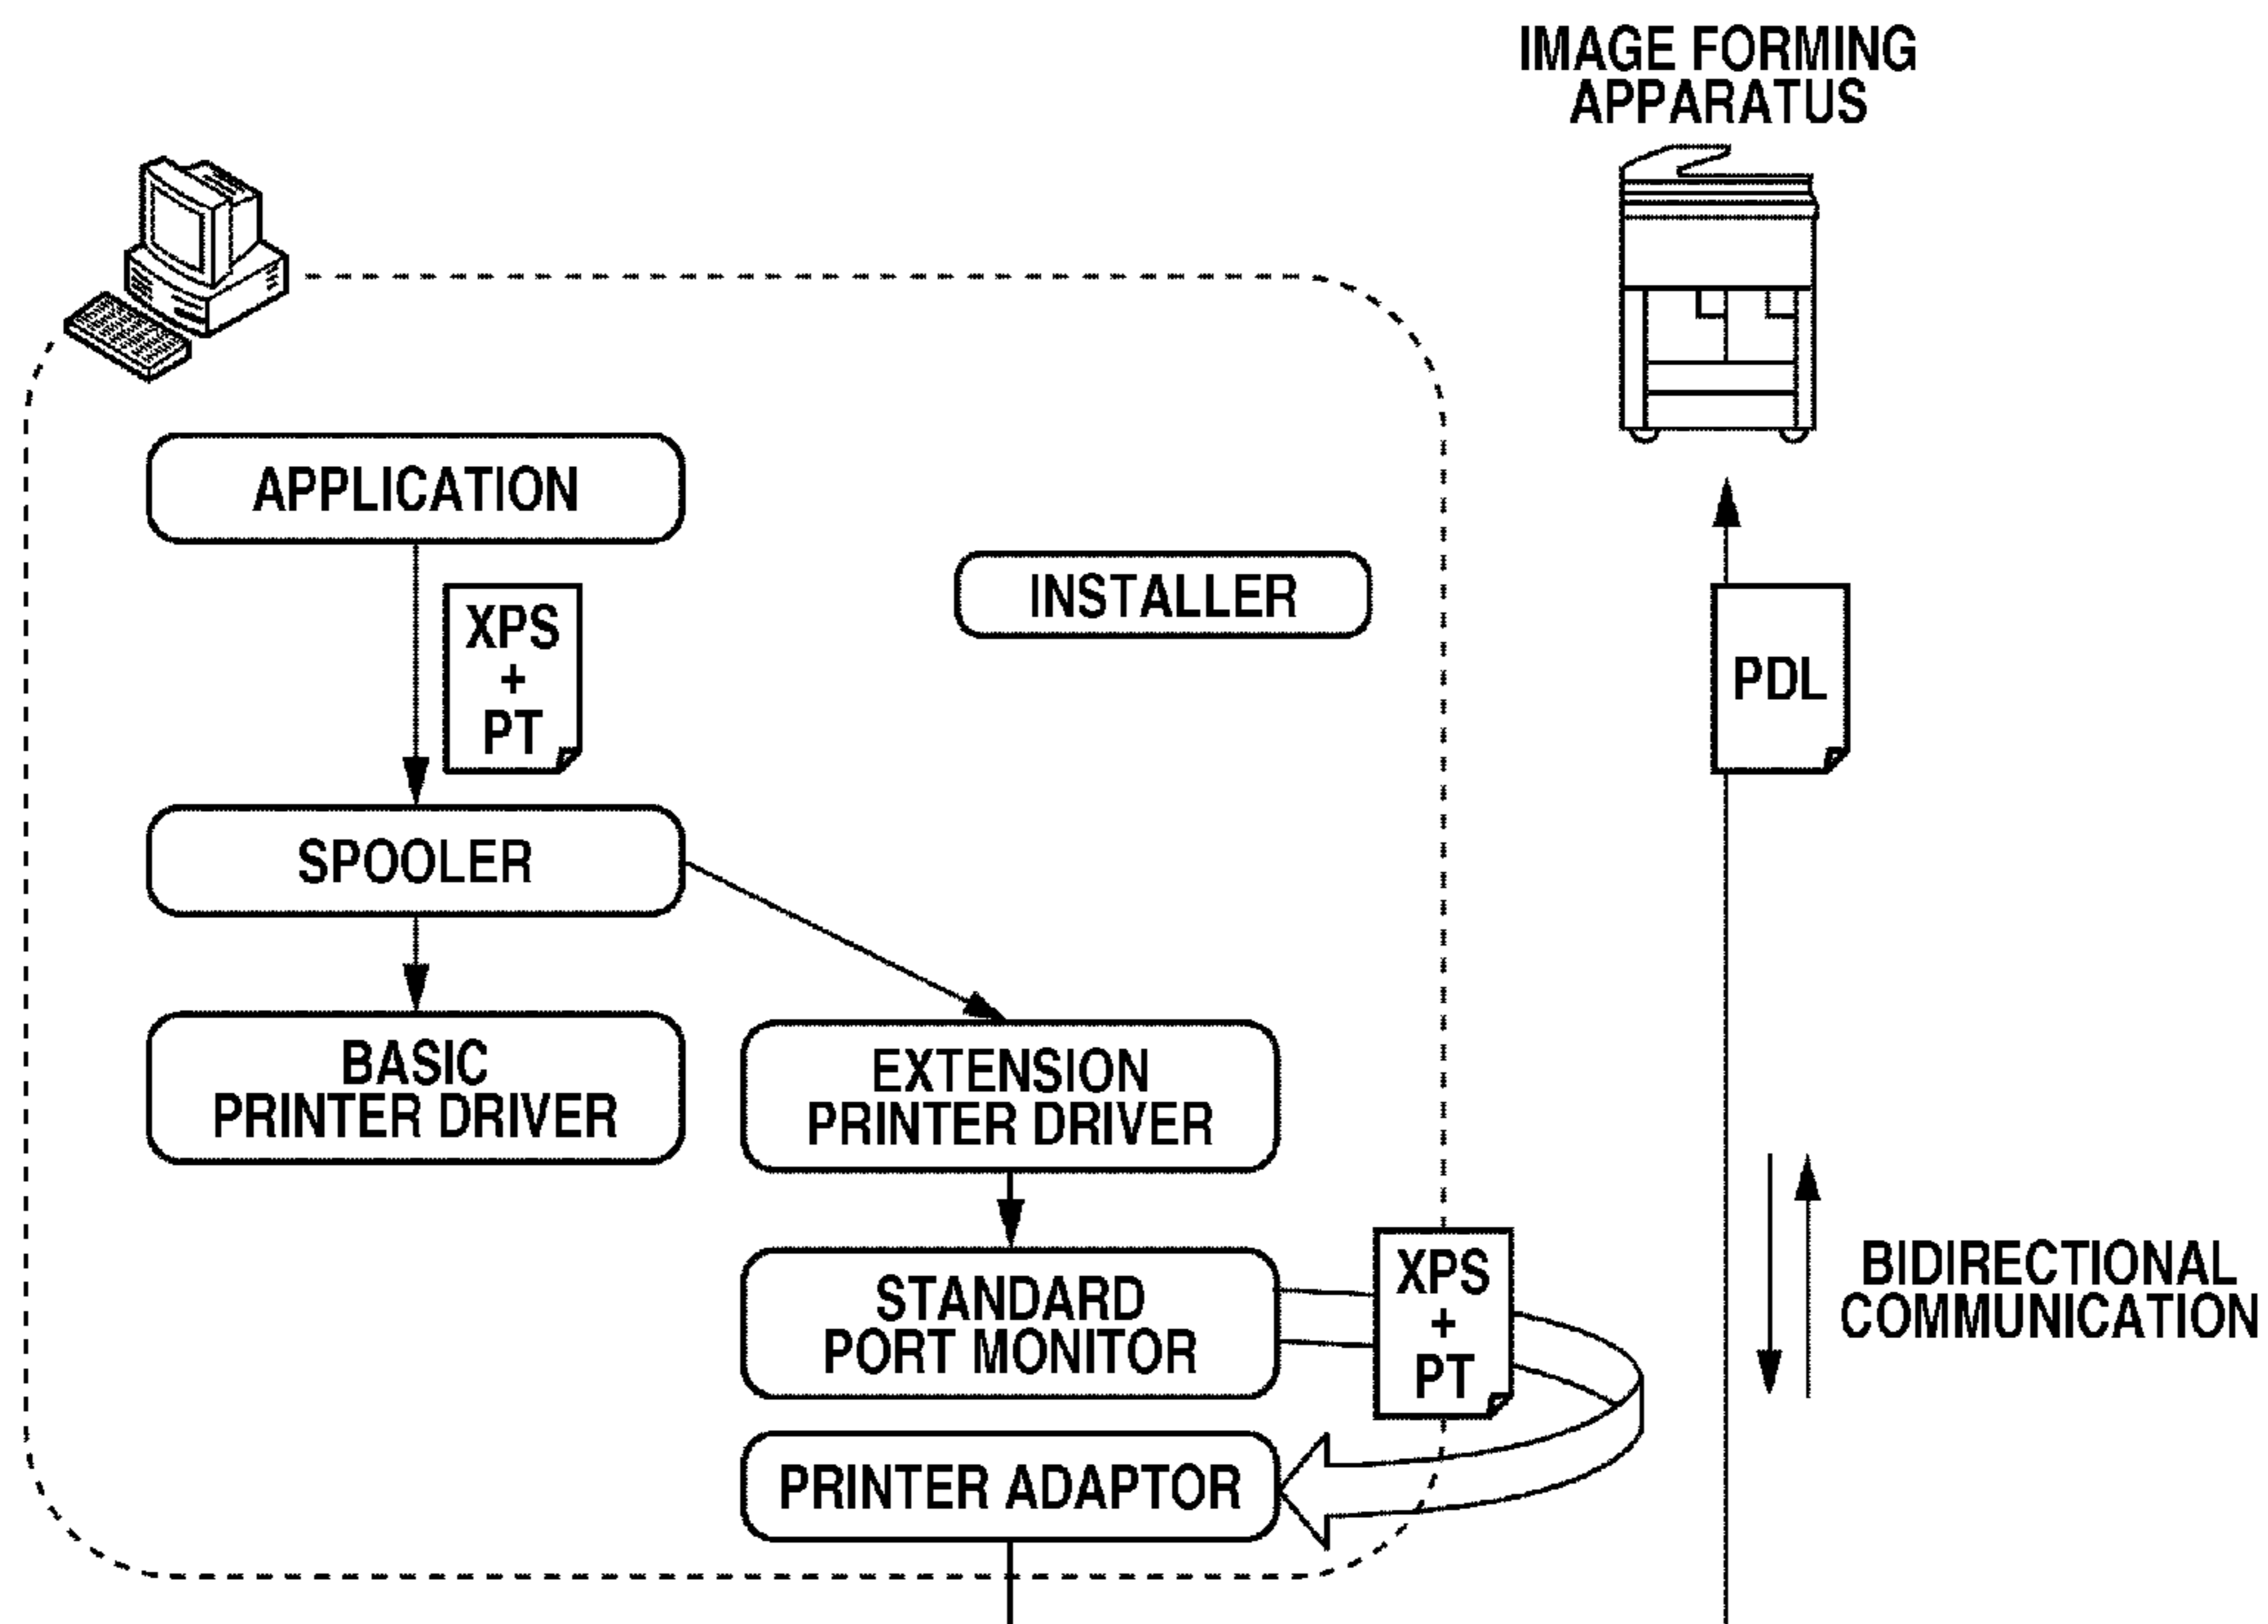 IMAGE FORMING
APPARATUS
APPLICATION
XPS
+
PT
INSTALLER
PDL
SPOOLER
BASIC
PRINTER DRIVER
EXTENSION
PRINTER DRIVER
STANDARD
PORT MONITOR
XPS
+
PT
BIDIRECTIONAL
COMMUNICATION
PRINTER ADAPTOR